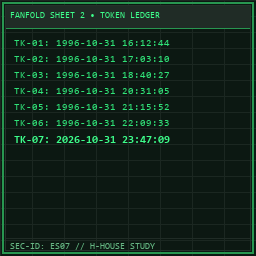 FANFOLD SHEET 2 • TOKEN LEDGER
TK-01: 1996-10-31 16:12:44
TK-02: 1996-10-31 17:03:10
TK-03: 1996-10-31 18:40:27
TK-04: 1996-10-31 20:31:05
TK-05: 1996-10-31 21:15:52
TK-06: 1996-10-31 22:09:33
TK-07: 2026-10-31 23:47:09
SEC-ID: ES07 // H-HOUSE STUDY